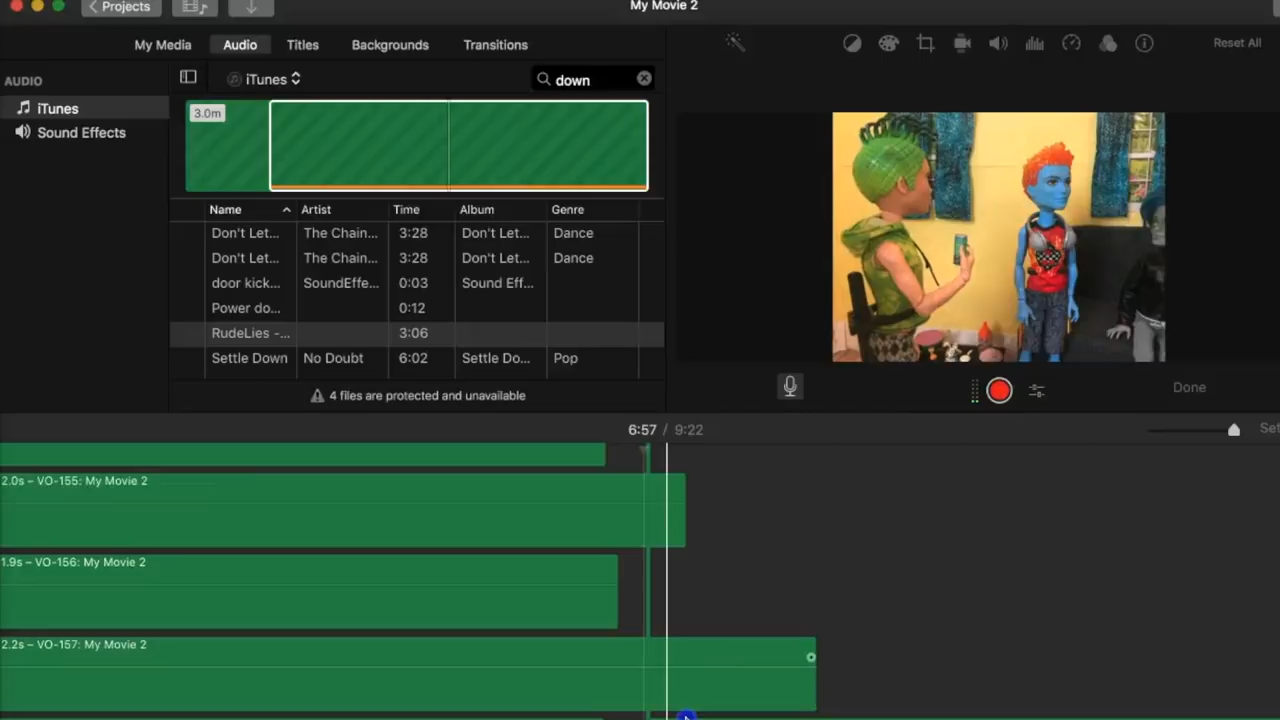 My Movie 2
Projects
My Media Audio Titles Backgrounds Transitions
Reset All
AUDIO
iTunes
Sound Effects
iTunes
down
3.0m
Name Artist Time Album Genre
Don't Let... The Chain... 3:28 Don't Let... Dance
Don't Let... The Chain... 3:28 Don't Let... Dance
door kick... SoundEffe... 0:03 Sound Eff...
Power do... 0:12
RudeLies -... 3:06
Settle Down No Doubt 6:02 Settle Do... Pop
4 files are protected and unavailable
Done
6:57 / 9:22
2.0s – VO-155: My Movie 2
1.9s – VO-156: My Movie 2
2.2s – VO-157: My Movie 2